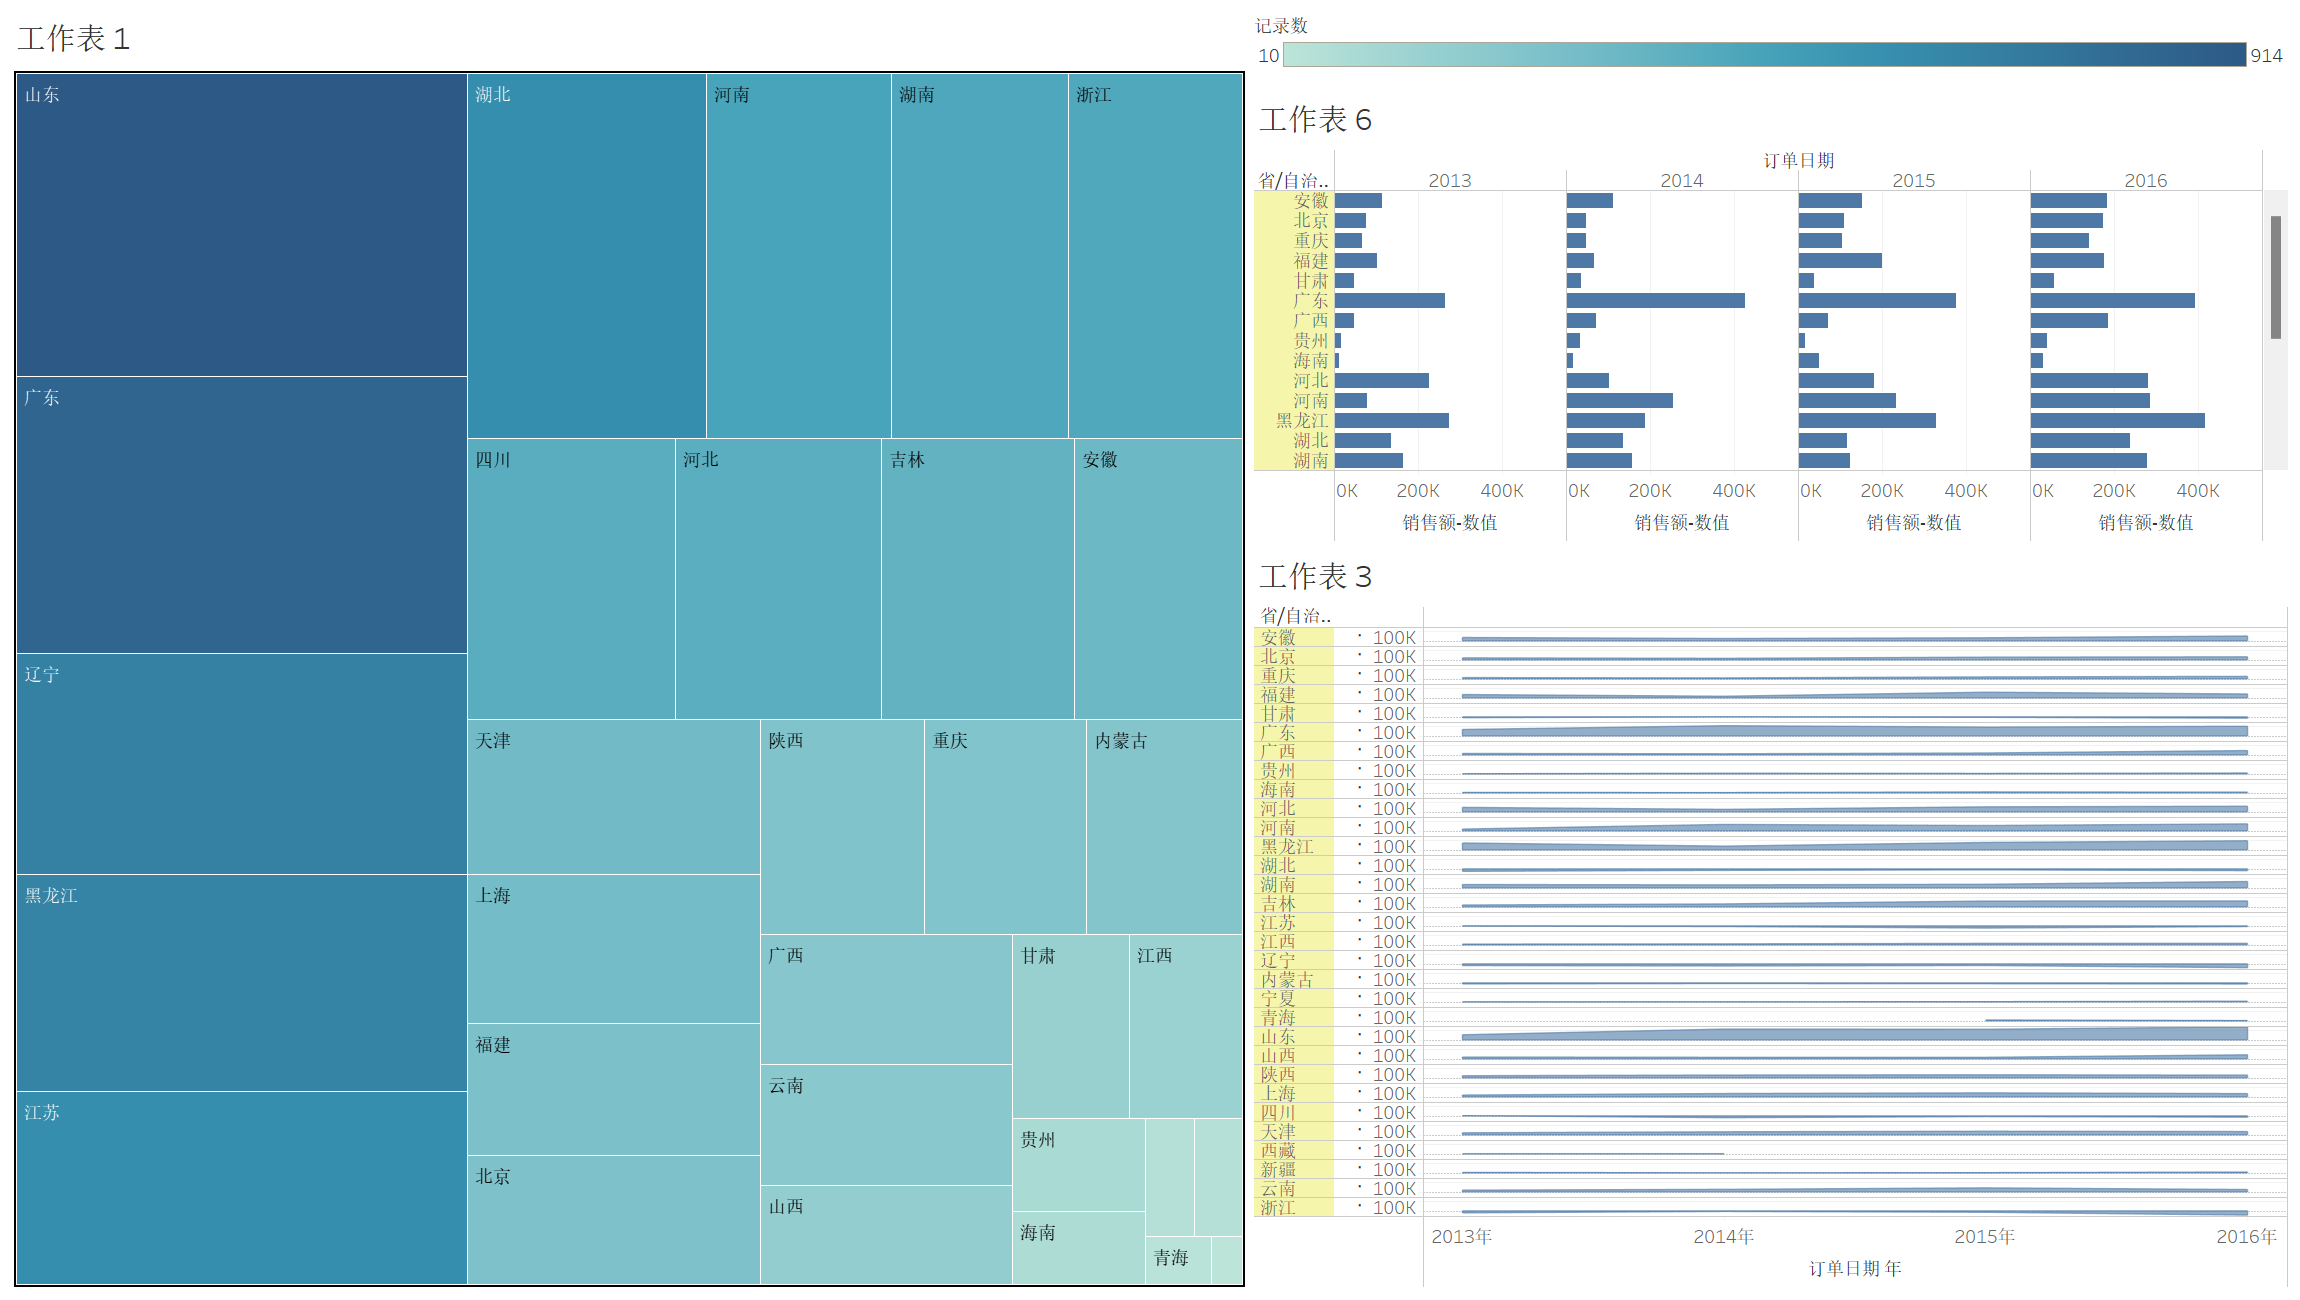 工作表 1
山东
广东
辽宁
黑龙江
江苏
湖北
河南
湖南
浙江
四川
河北
吉林
安徽
天津
上海
福建
北京
陕西
重庆
内蒙古
广西
云南
山西
甘肃
江西
贵州
海南
青海
记录数
10 914
工作表 6
订单日期
省/自治.. 2013 2014 2015 2016
安徽
北京
重庆
福建
甘肃
广东
广西
贵州
海南
河北
河南
黑龙江
湖北
湖南
0K 200K 400K 0K 200K 400K 0K 200K 400K 0K 200K 400K
销售额-数值 销售额-数值 销售额-数值 销售额-数值
工作表 3
省/自治..
安徽 100K
北京 100K
重庆 100K
福建 100K
甘肃 100K
广东 100K
广西 100K
贵州 100K
海南 100K
河北 100K
河南 100K
黑龙江 100K
湖北 100K
湖南 100K
吉林 100K
江苏 100K
江西 100K
辽宁 100K
内蒙古 100K
宁夏 100K
青海 100K
山东 100K
山西 100K
陕西 100K
上海 100K
四川 100K
天津 100K
西藏 100K
新疆 100K
云南 100K
浙江 100K
2013年 2014年 2015年 2016年
订单日期 年